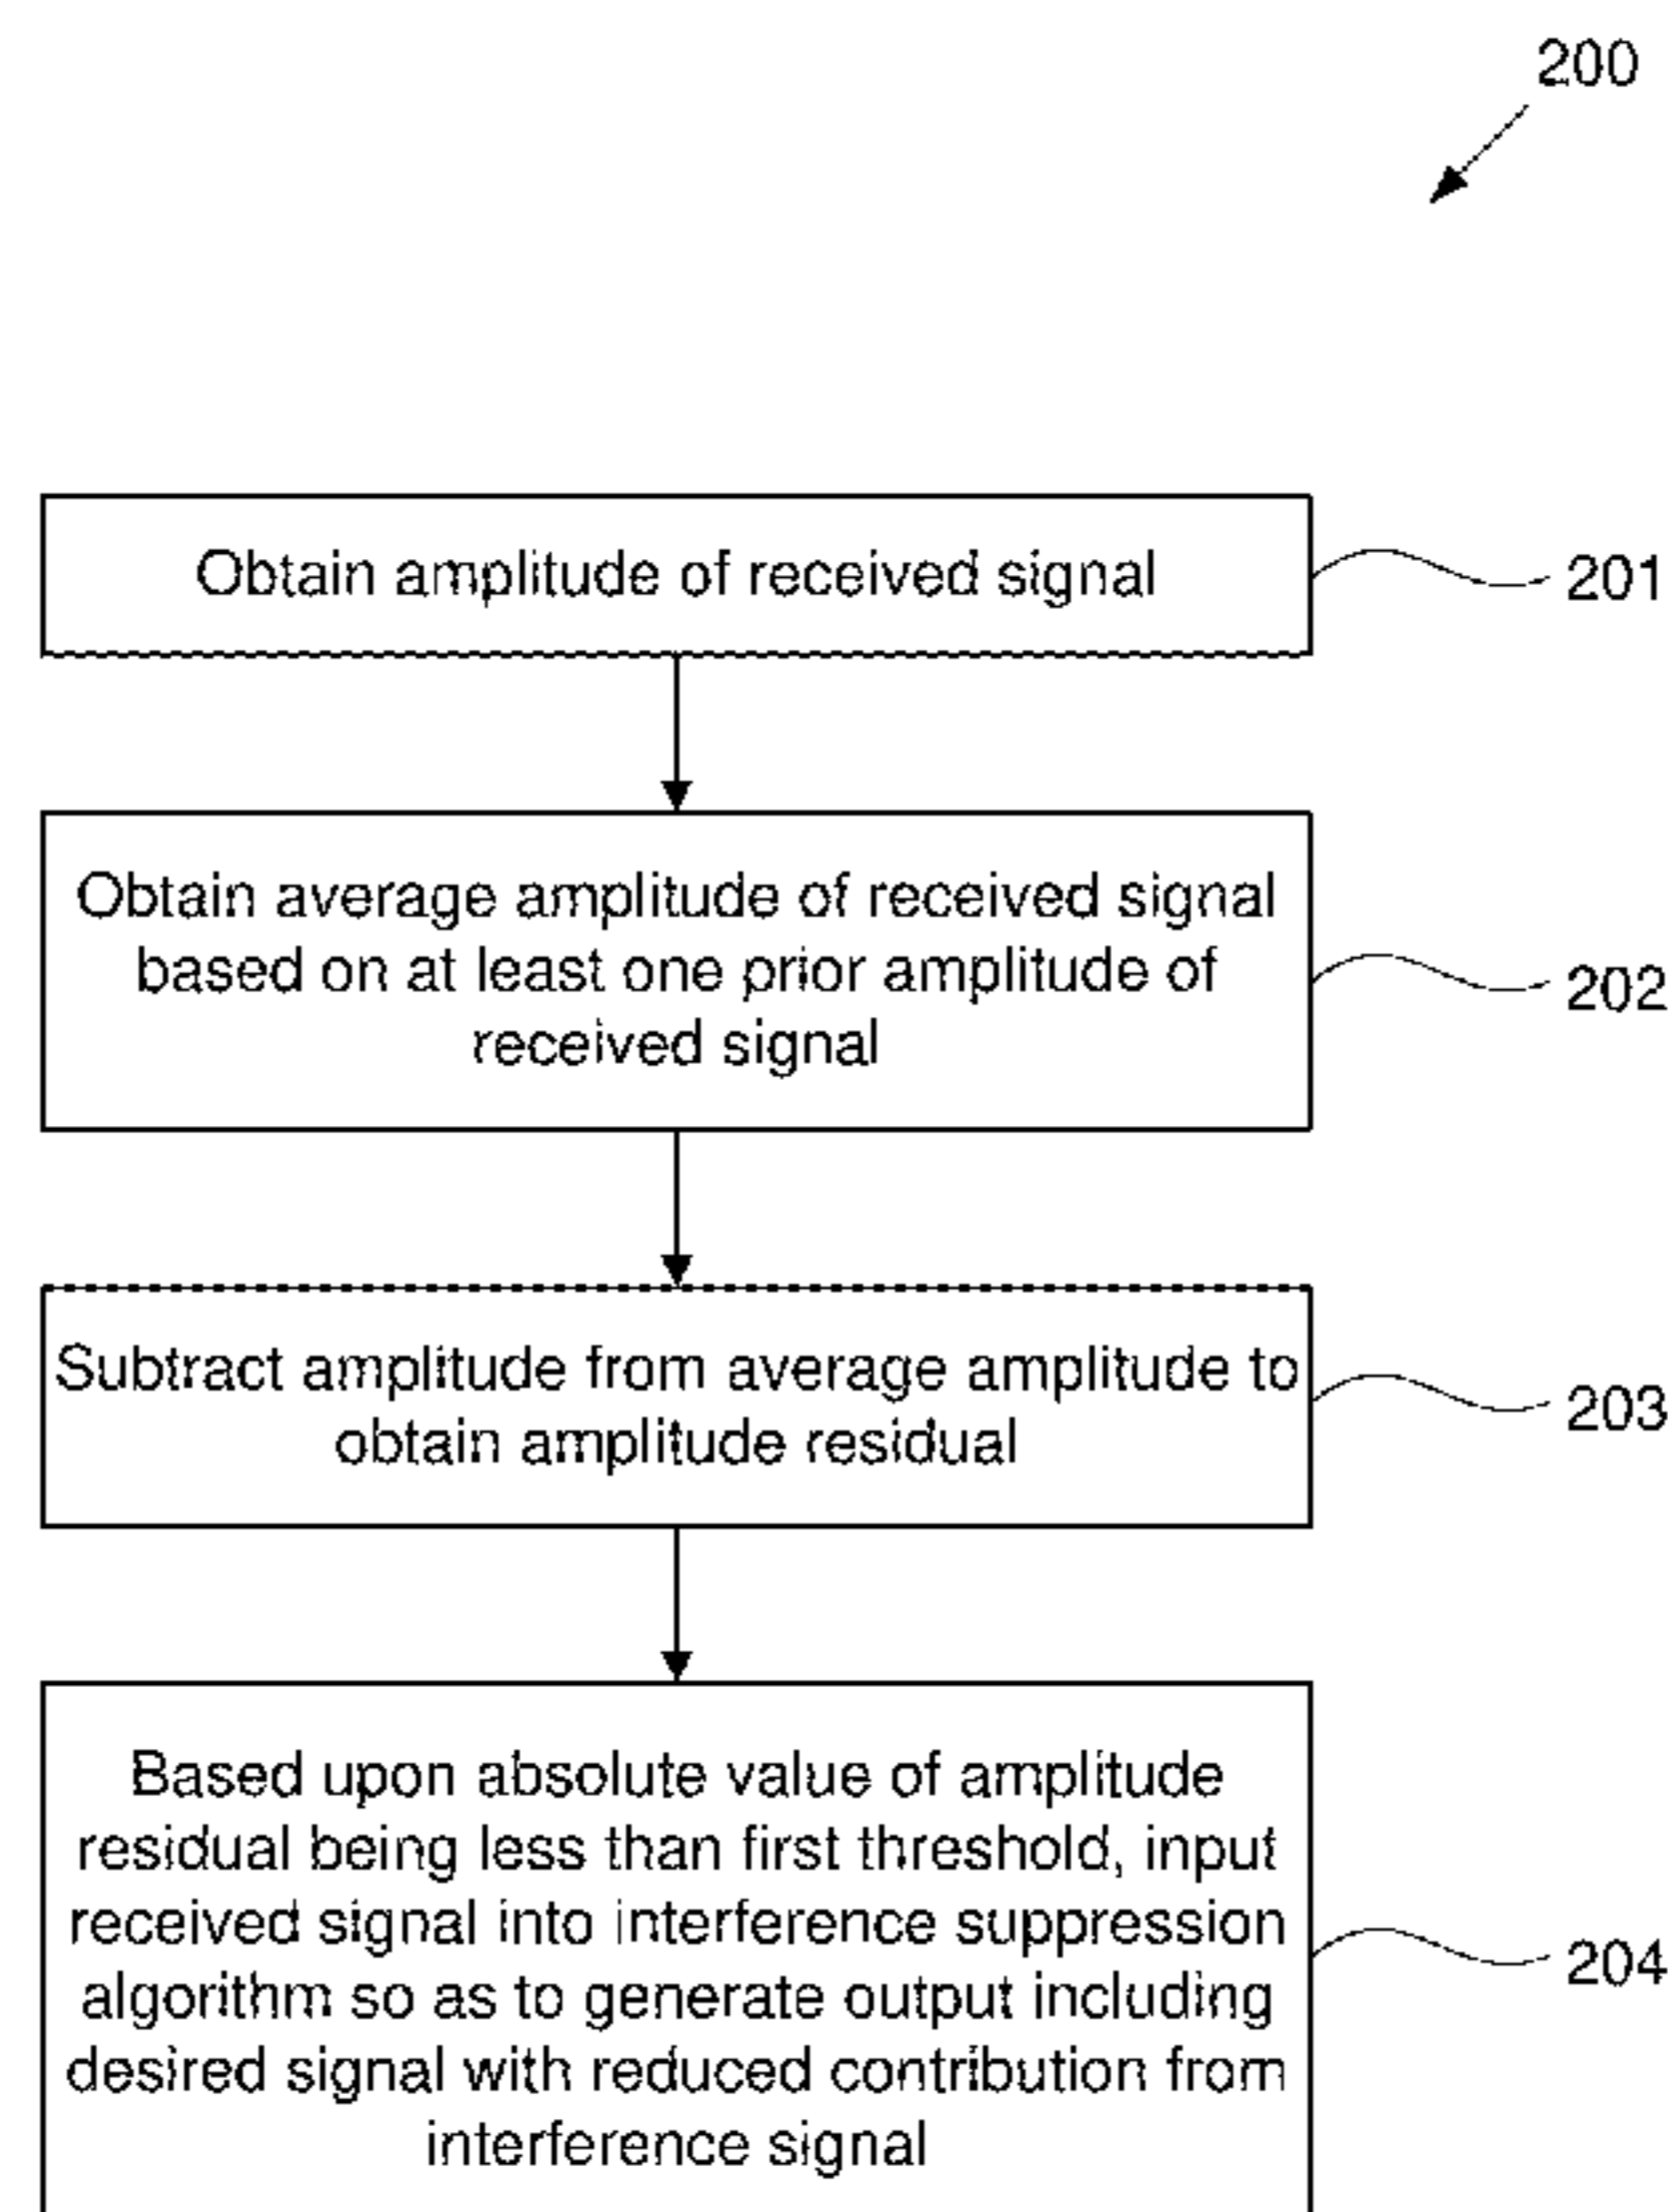 200
Obtain amplitude of received signal
201
Obtain average amplitude of received signal
based on at least one prior amplitude of
received signal
202
Subtract amplitude from average amplitude to
obtain amplitude residual
203
Based upon absolute value of amplitude
residual being less than first threshold, input
received signal into interference suppression
algorithm so as to generate output including
desired signal with reduced contribution from
interference signal
204